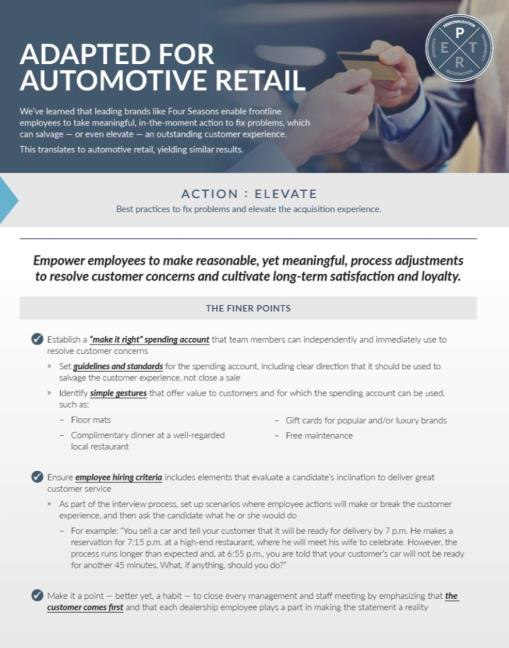 PERSONALIZATION
P
E T
R
ADAPTED FOR
AUTOMOTIVE RETAIL
We've learned that leading brands like Four Seasons enable frontline
employees to take meaningful, in-the-moment action to fix problems, which
can salvage — or even elevate — an outstanding customer experience.
This translates to automotive retail, yielding similar results.
ACTION : ELEVATE
Best practices to fix problems and elevate the acquisition experience.
Empower employees to make reasonable, yet meaningful, process adjustments
to resolve customer concerns and cultivate long-term satisfaction and loyalty.
THE FINER POINTS
Establish a "make it right" spending account that team members can independently and immediately use to
resolve customer concerns
» Set guidelines and standards for the spending account, including clear direction that it should be used to
salvage the customer experience, not close a sale
» Identify simple gestures that offer value to customers and for which the spending account can be used,
such as:
– Floor mats
– Complimentary dinner at a well-regarded
local restaurant
– Gift cards for popular and/or luxury brands
– Free maintenance
Ensure employee hiring criteria includes elements that evaluate a candidate's inclination to deliver great
customer service
» As part of the interview process, set up scenarios where employee actions will make or break the customer
experience, and then ask the candidate what he or she would do
– For example: "You sell a car and tell your customer that it will be ready for delivery by 7 p.m. He makes a
reservation for 7:15 p.m. at a high-end restaurant, where he will meet his wife to celebrate. However, the
process runs longer than expected and, at 6:55 p.m., you are told that your customer's car will not be ready
for another 45 minutes. What, if anything, should you do?"
Make it a point — better yet, a habit — to close every management and staff meeting by emphasizing that the
customer comes first and that each dealership employee plays a part in making the statement a reality